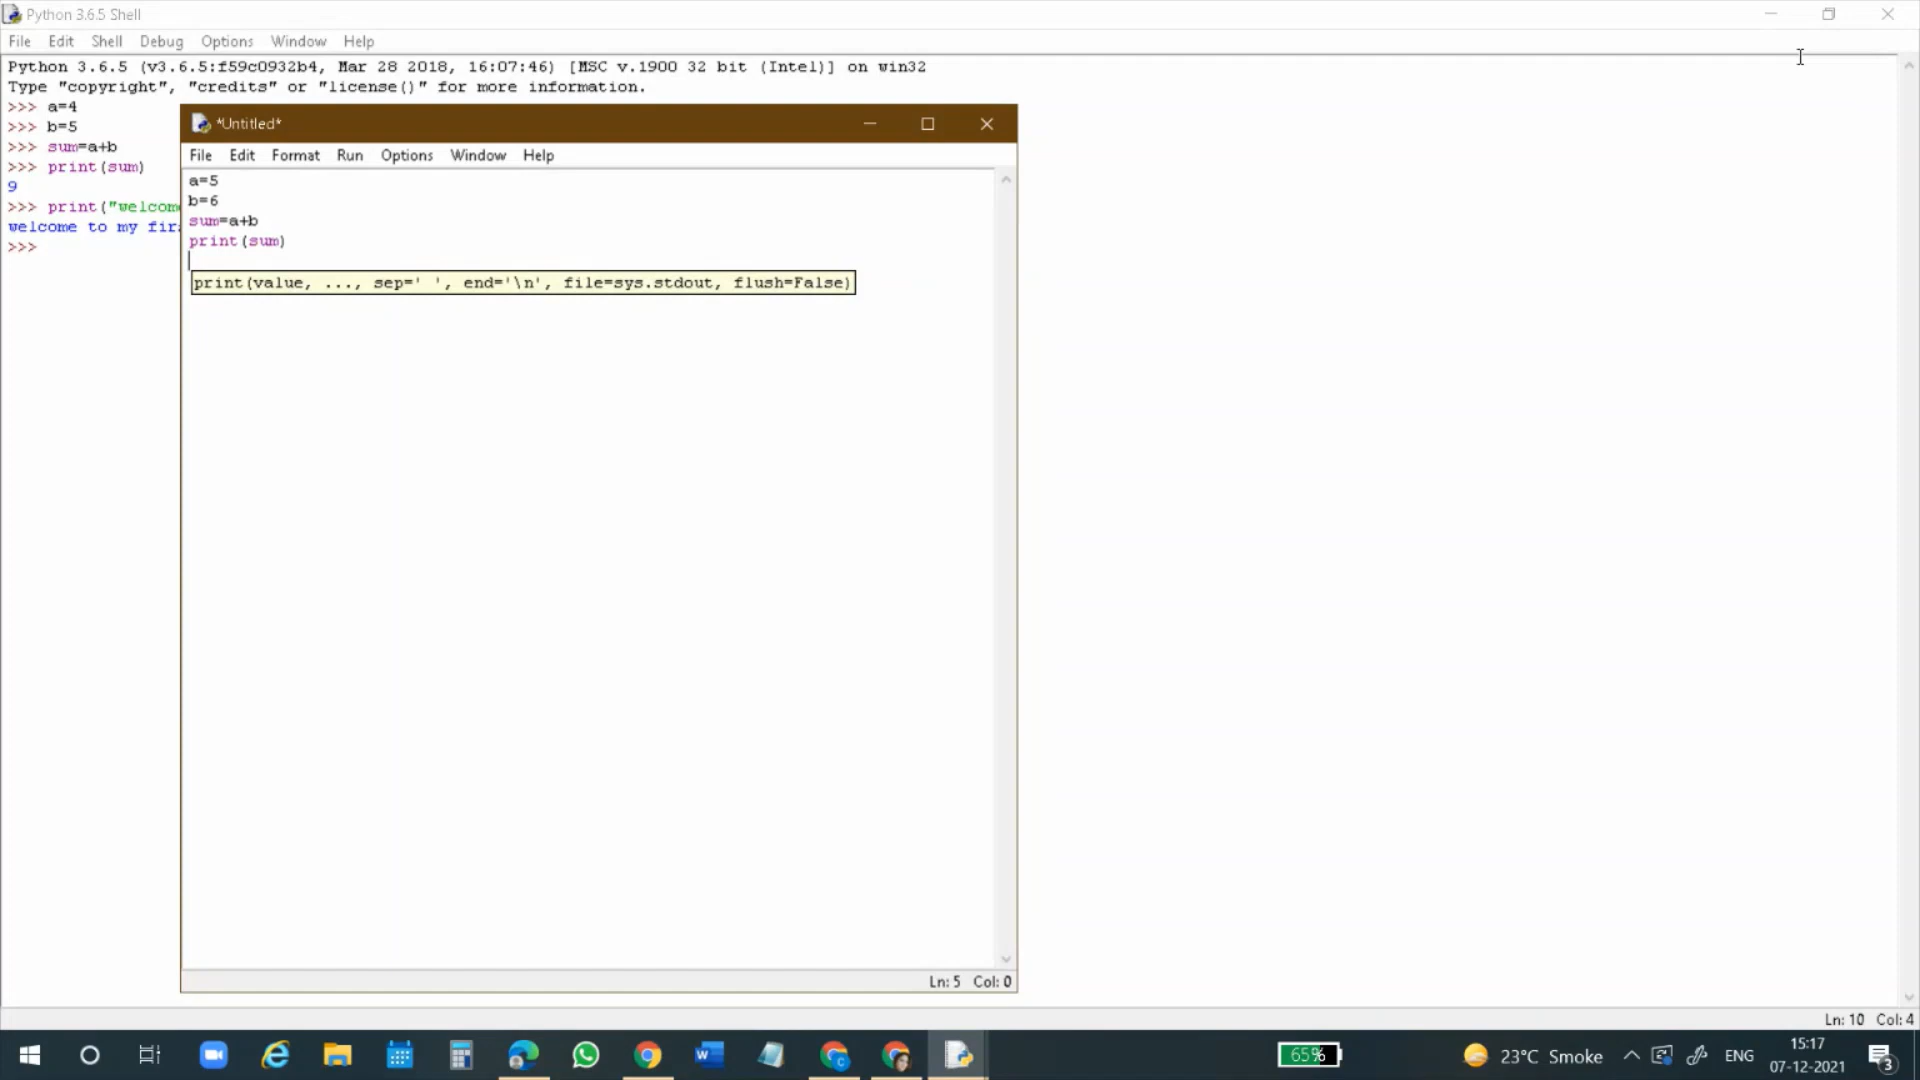 Python 3.6.5 Shell
File Edit Shell Debug Options Window Help
Python 3.6.5 (v3.6.5:f59c0932b4, Mar 28 2018, 16:07:46) [MSC v.1900 32 bit (Intel)] on win32
Type "copyright", "credits" or "license()" for more information.
>>> a=4
>>> b=5
>>> sum=a+b
>>> print(sum)
9
>>> print("welcom
welcome to my fir
>>>
*Untitled*
File Edit Format Run Options Window Help
a=5
b=6
sum=a+b
print(sum)
print(value, ..., sep=' ', end='\n', file=sys.stdout, flush=False)
Ln: 5 Col: 0
Ln: 10 Col: 4
65%
23°C Smoke
ENG
15:17
07-12-2021
3